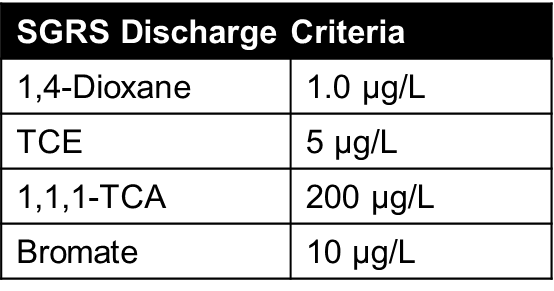 SGRS Discharge Criteria
1,4-Dioxane 1.0 µg/L
TCE 5 µg/L
1,1,1-TCA 200 µg/L
Bromate 10 µg/L